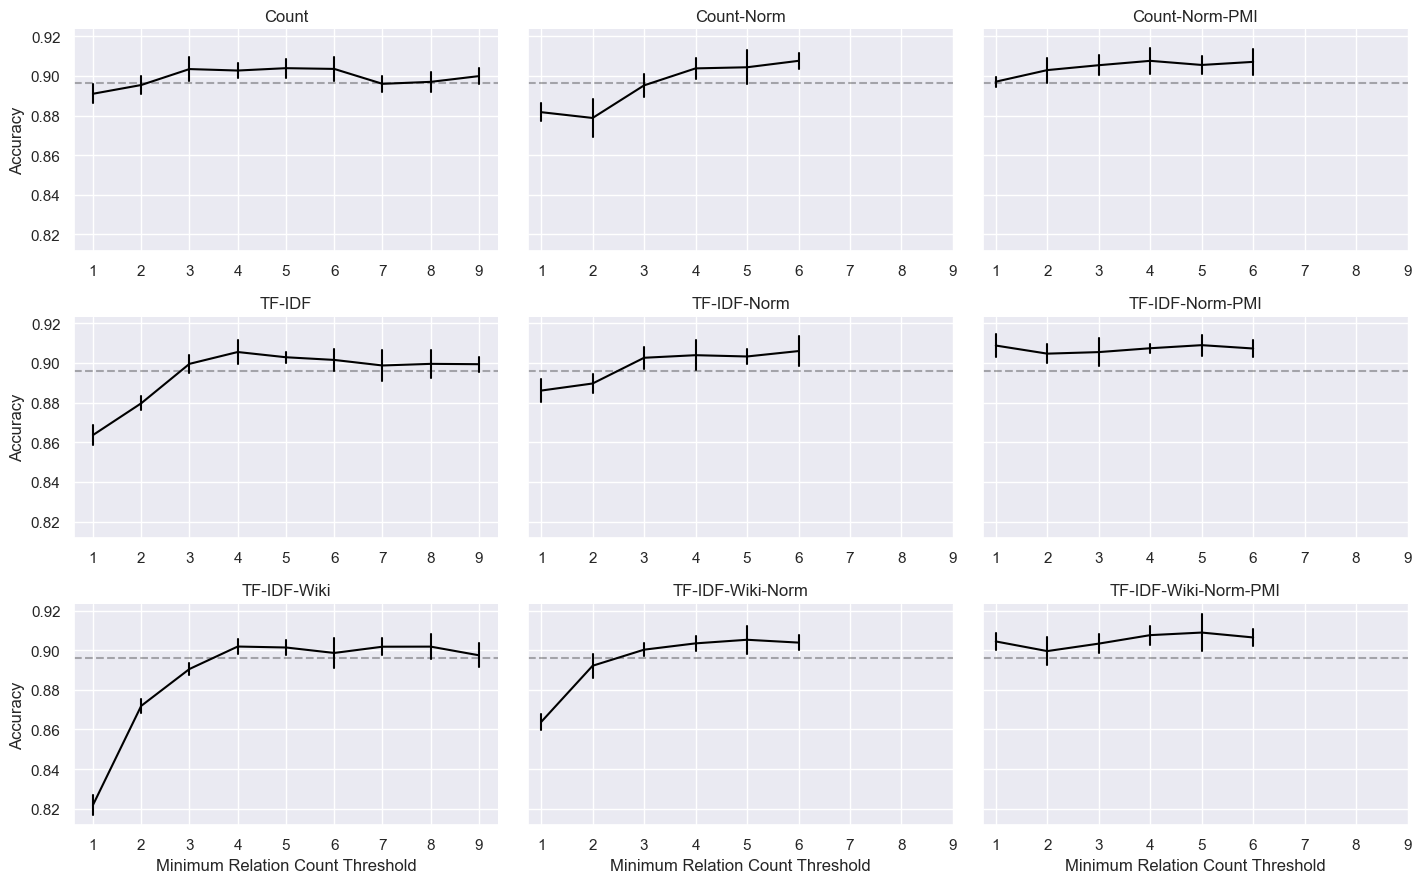 Count
Count-Norm
Count-Norm-PMI
Accuracy
0.92
0.90
0.88
0.86
0.84
0.82
1 2 3 4 5 6 7 8 9
1 2 3 4 5 6 7 8 9
1 2 3 4 5 6 7 8 9
TF-IDF
TF-IDF-Norm
TF-IDF-Norm-PMI
Accuracy
0.92
0.90
0.88
0.86
0.84
0.82
1 2 3 4 5 6 7 8 9
1 2 3 4 5 6 7 8 9
1 2 3 4 5 6 7 8 9
TF-IDF-Wiki
TF-IDF-Wiki-Norm
TF-IDF-Wiki-Norm-PMI
Accuracy
0.92
0.90
0.88
0.86
0.84
0.82
1 2 3 4 5 6 7 8 9
1 2 3 4 5 6 7 8 9
1 2 3 4 5 6 7 8 9
Minimum Relation Count Threshold
Minimum Relation Count Threshold
Minimum Relation Count Threshold